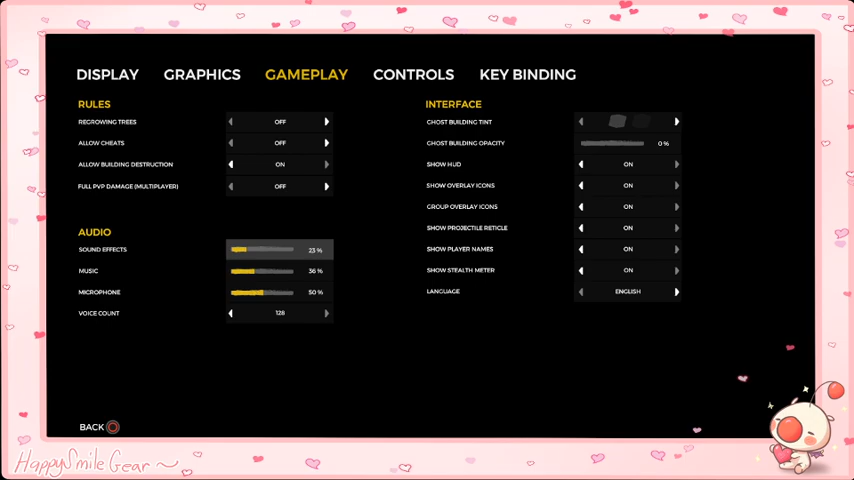 DISPLAY GRAPHICS GAMEPLAY CONTROLS KEY BINDING
RULES
REGROWING TREES OFF
ALLOW CHEATS OFF
ALLOW BUILDING DESTRUCTION ON
FULL PVP DAMAGE (MULTIPLAYER) OFF
AUDIO
SOUND EFFECTS 23 %
MUSIC 36 %
MICROPHONE 50 %
VOICE COUNT 128
INTERFACE
GHOST BUILDING TINT
GHOST BUILDING OPACITY 0 %
SHOW HUD ON
SHOW OVERLAY ICONS ON
GROUP OVERLAY ICONS ON
SHOW PROJECTILE RETICLE ON
SHOW PLAYER NAMES ON
SHOW STEALTH METER ON
LANGUAGE ENGLISH
BACK
HappySmileGear~